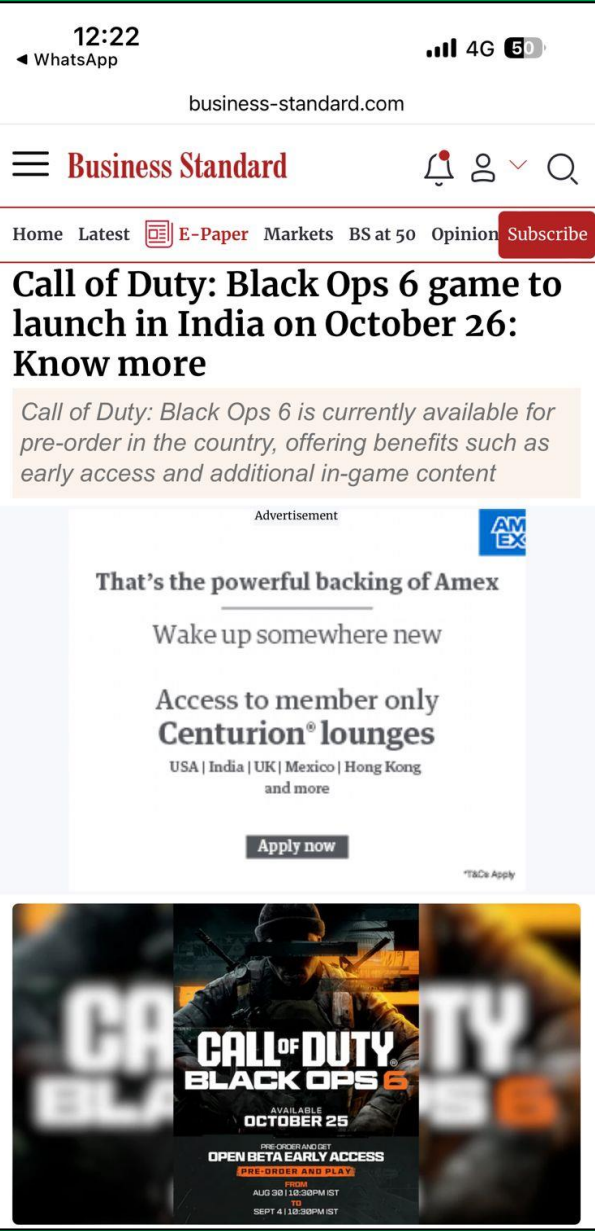 12:22
◀ WhatsApp
4G 50
business-standard.com
Business Standard
Home Latest E-Paper Markets BS at 50 Opinion Subscribe
Call of Duty: Black Ops 6 game to
launch in India on October 26:
Know more
Call of Duty: Black Ops 6 is currently available for
pre-order in the country, offering benefits such as
early access and additional in-game content
Advertisement
AM
EX
That's the powerful backing of Amex
Wake up somewhere new
Access to member only
Centurion® lounges
USA | India | UK | Mexico | Hong Kong
and more
Apply now
*T&Cs Apply
CALL OF DUTY®
BLACK OPS 6
AVAILABLE
OCTOBER 25
PRE-ORDER AND GET
OPEN BETA EARLY ACCESS
PRE-ORDER AND PLAY
FROM
AUG 30 | 10:30PM IST
TO
SEPT 4 | 10:30PM IST
CA
TY
BLA
S 6